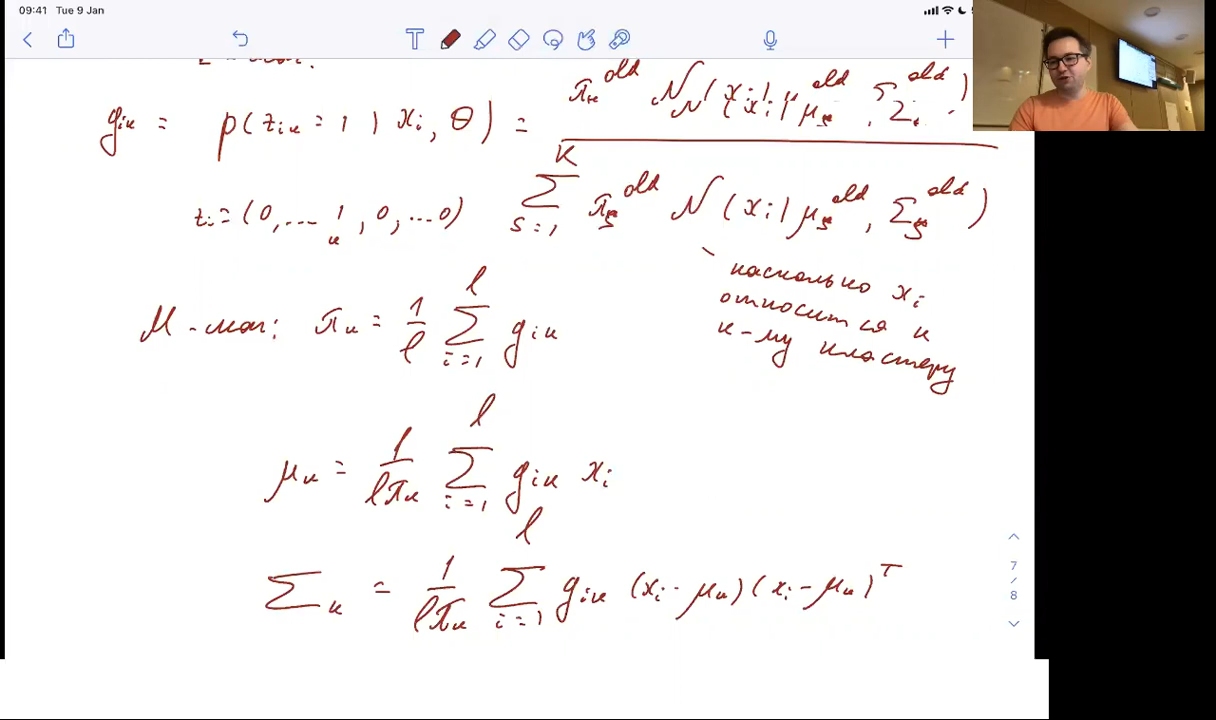 09:41 Tue 9 Jan
π_k^old N(x_i | μ_k^old, Σ^old)
g_ik = p(z_ik = 1 | x_i, θ) =
K
z_i = (0, ... 1, 0, ... 0) Σ π_s^old N(x_i | μ_s^old, Σ_s^old)
k s=1
насколько x_i
относится к
к-му кластеру
M-шаг: π_k = 1/ℓ Σ_{i=1}^ℓ g_ik
μ_k = 1/(ℓπ_k) Σ_{i=1}^ℓ g_ik x_i
Σ_k = 1/(ℓπ_k) Σ_{i=1}^ℓ g_ik (x_i - μ_k)(x_i - μ_k)^T
7
/
8